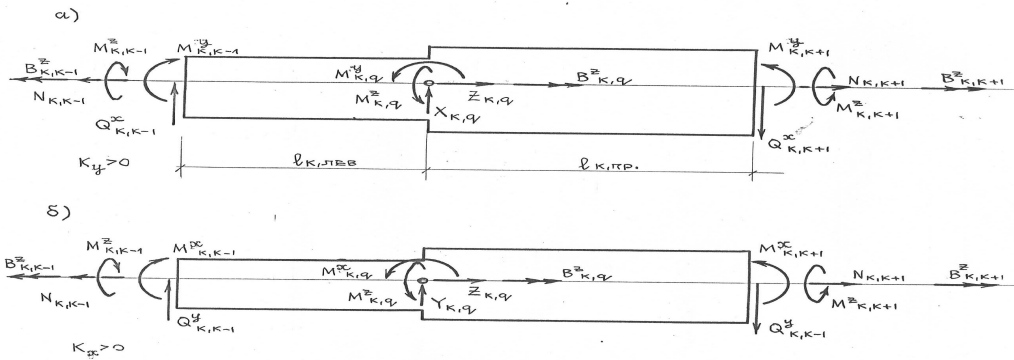 а)
M^z_{к,к-1} M^y_{к,к-1} M^y_{к,q} M^y_{к,к+1}
B^z_{к,к-1} B^z_{к,q} N_{к,к+1} B^z_{к,к+1}
N_{к,к-1} M^z_{к,q} Z_{к,q} M^z_{к,к+1}
Q^x_{к,к-1} X_{к,q} Q^x_{к,к+1}
K_y>0 ℓ_{к,лев} ℓ_{к,пр.}
б)
M^z_{к,к-1} M^x_{к,к-1} M^x_{к,q} M^x_{к,к+1}
B^z_{к,к-1} B^z_{к,q} N_{к,к+1} B^z_{к,к+1}
N_{к,к-1} M^z_{к,q} Z_{к,q} M^z_{к,к+1}
Q^y_{к,к-1} Y_{к,q} Q^y_{к,к-1}
K_x>0